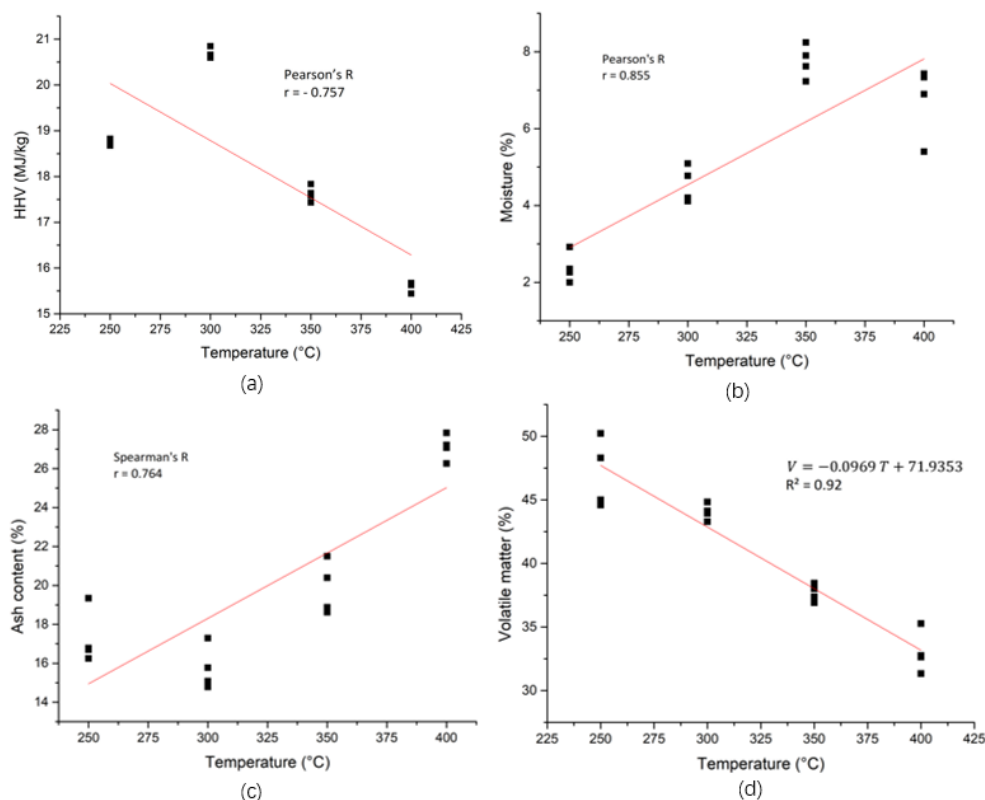 HHV (MJ/kg)
21
20
19
18
17
16
15
Pearson's R
r = - 0.757
225 250 275 300 325 350 375 400 425
Temperature (°C)
(a)
Moisture (%)
8
6
4
2
Pearson's R
r = 0.855
250 275 300 325 350 375 400
Temperature (°C)
(b)
Ash content (%)
28
26
24
22
20
18
16
14
Spearman's R
r = 0.764
250 275 300 325 350 375 400
Temperature (°C)
(c)
Volatile matter (%)
50
45
40
35
30
V = −0.0969 T + 71.9353
R² = 0.92
225 250 275 300 325 350 375 400 425
Temperature (°C)
(d)